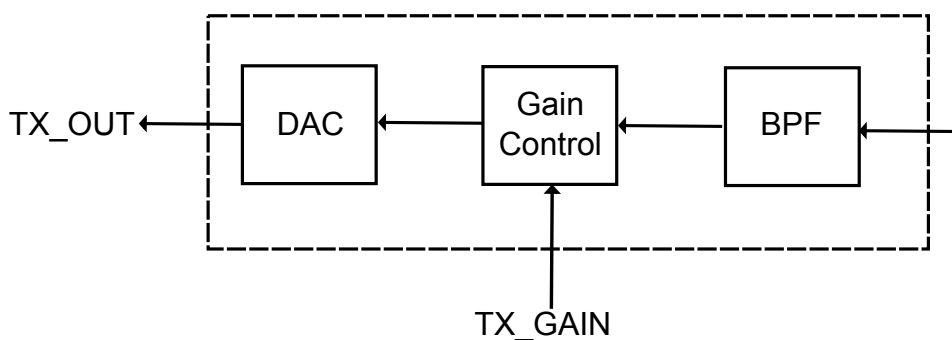 TX_OUT
DAC
Gain
Control
BPF
TX_GAIN